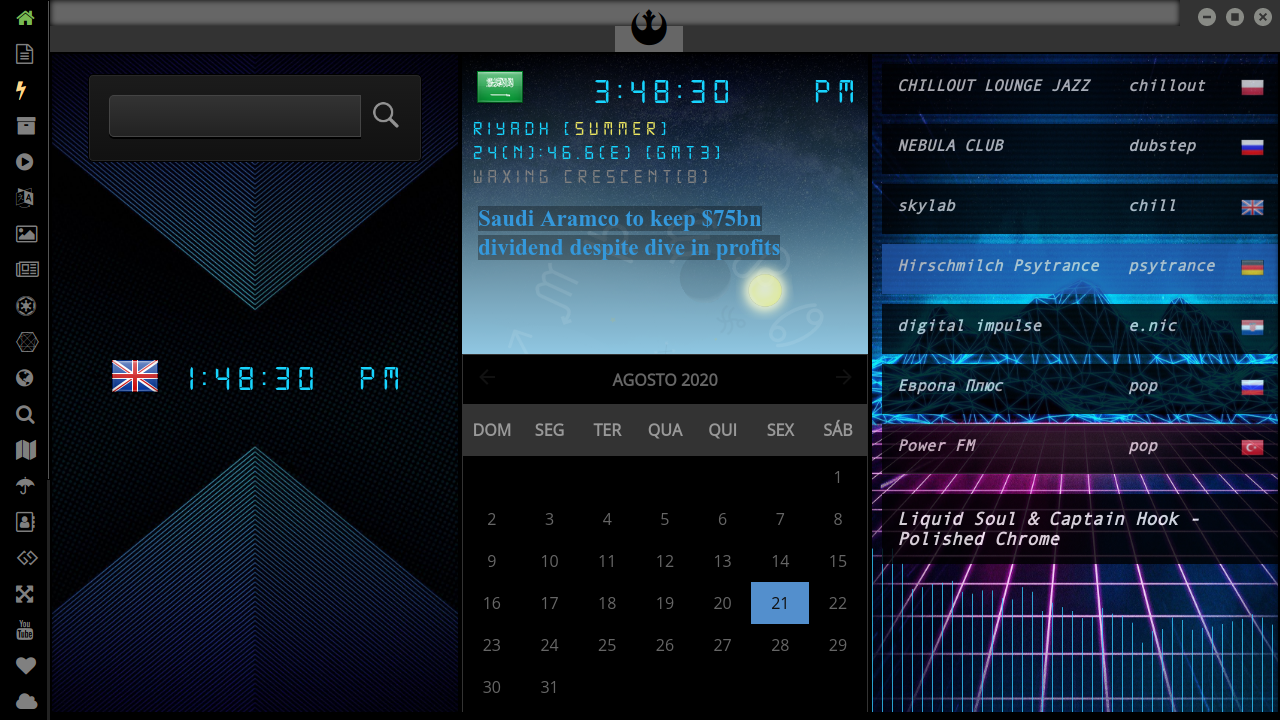 You
Tube
1:48:30 PM
3:48:30 PM
RIYADH (SUMMER)
24(N):46.6(E) (GMT3)
WAXING CRESCENT(8)
Saudi Aramco to keep $75bn
dividend despite dive in profits
AGOSTO 2020
DOM SEG TER QUA QUI SEX SÁB
1
2 3 4 5 6 7 8
9 10 11 12 13 14 15
16 17 18 19 20 21 22
23 24 25 26 27 28 29
30 31
CHILLOUT LOUNGE JAZZ chillout
NEBULA CLUB dubstep
skylab chill
Hirschmilch Psytrance psytrance
digital impulse e.nic
Европа Плюс pop
Power FM pop
Liquid Soul & Captain Hook -
Polished Chrome